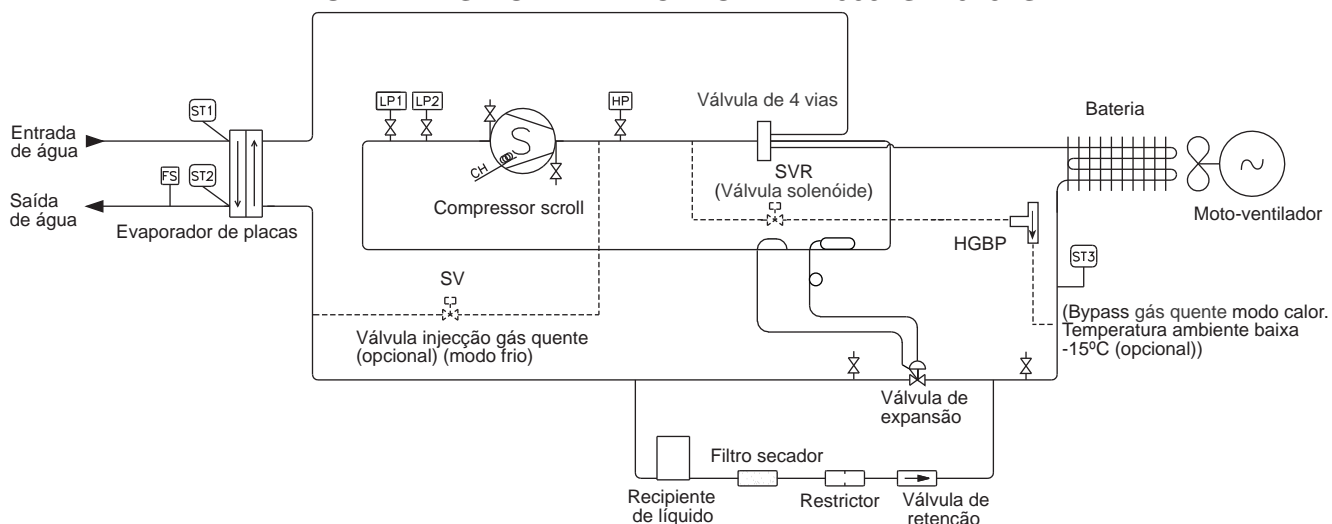 ST1
LP1
LP2
HP
Válvula de 4 vias
Bateria
Entrada
de água
CH
S
SVR
(Válvula solenóide)
FS
ST2
Saída
de água
Evaporador de placas
Compressor scroll
Moto-ventilador
HGBP
ST3
SV
Válvula injecção gás quente
(opcional) (modo frio)
(Bypass gás quente modo calor.
Temperatura ambiente baixa
-15ºC (opcional))
Válvula de
expansão
Filtro secador
Recipiente
de líquido
Restrictor
Válvula de
retenção